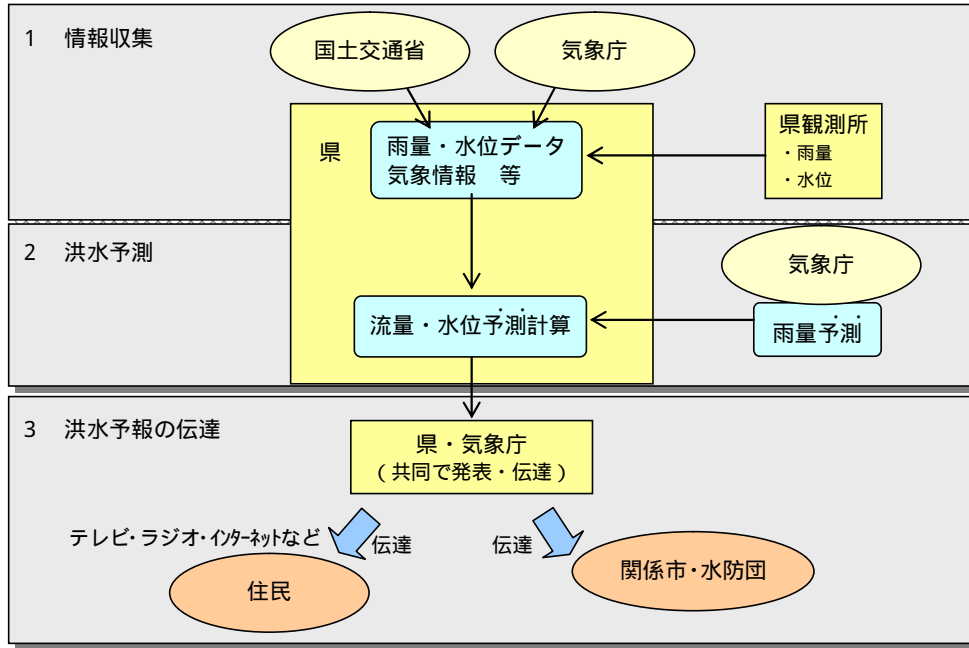 1 情報収集
国土交通省
気象庁
県
雨量・水位データ
気象情報 等
県観測所
・雨量
・水位
2 洪水予測
気象庁
流量・水位予測計算
雨量予測
3 洪水予報の伝達
県・気象庁
(共同で発表・伝達)
テレビ・ラジオ・インターネットなど
伝達
伝達
住民
関係市・水防団